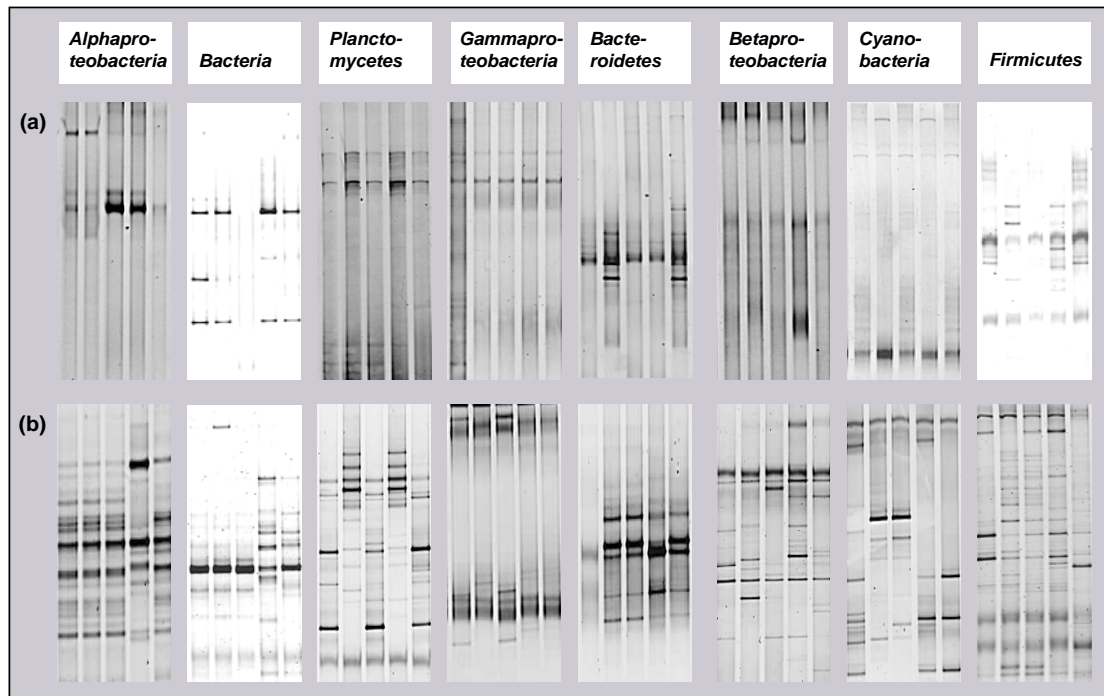 Alphapro-
teobacteria
Bacteria
Plancto-
mycetes
Gammapro-
teobacteria
Bacte-
roidetes
Betapro-
teobacteria
Cyano-
bacteria
Firmicutes
(a)
(b)